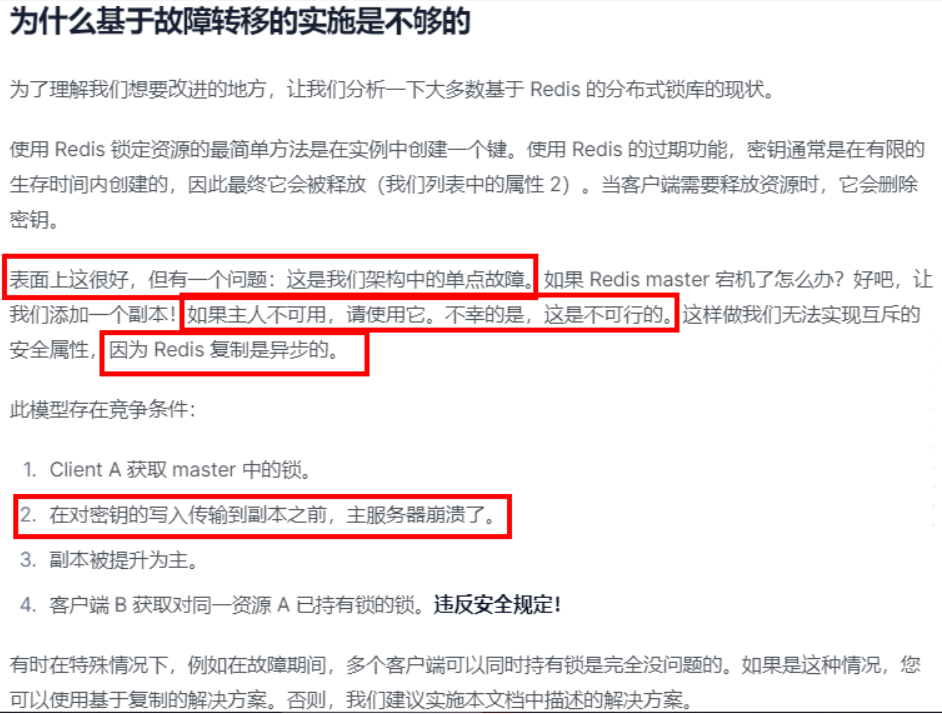 为什么基于故障转移的实施是不够的
为了理解我们想要改进的地方，让我们分析一下大多数基于 Redis 的分布式锁库的现状。
使用 Redis 锁定资源的最简单方法是在实例中创建一个键。使用 Redis 的过期功能，密钥通常是在有限的
生存时间内创建的，因此最终它会被释放（我们列表中的属性 2）。当客户端需要释放资源时，它会删除
密钥。
表面上这很好，但有一个问题：这是我们架构中的单点故障。如果 Redis master 宕机了怎么办？好吧，让
我们添加一个副本！如果主人不可用，请使用它。不幸的是，这是不可行的。这样做我们无法实现互斥的
安全属性，因为 Redis 复制是异步的。
此模型存在竞争条件：
1. Client A 获取 master 中的锁。
2. 在对密钥的写入传输到副本之前，主服务器崩溃了。
3. 副本被提升为主。
4. 客户端 B 获取对同一资源 A 已持有锁的锁。违反安全规定！
有时在特殊情况下，例如在故障期间，多个客户端可以同时持有锁是完全没问题的。如果是这种情况，您
可以使用基于复制的解决方案。否则，我们建议实施本文档中描述的解决方案。